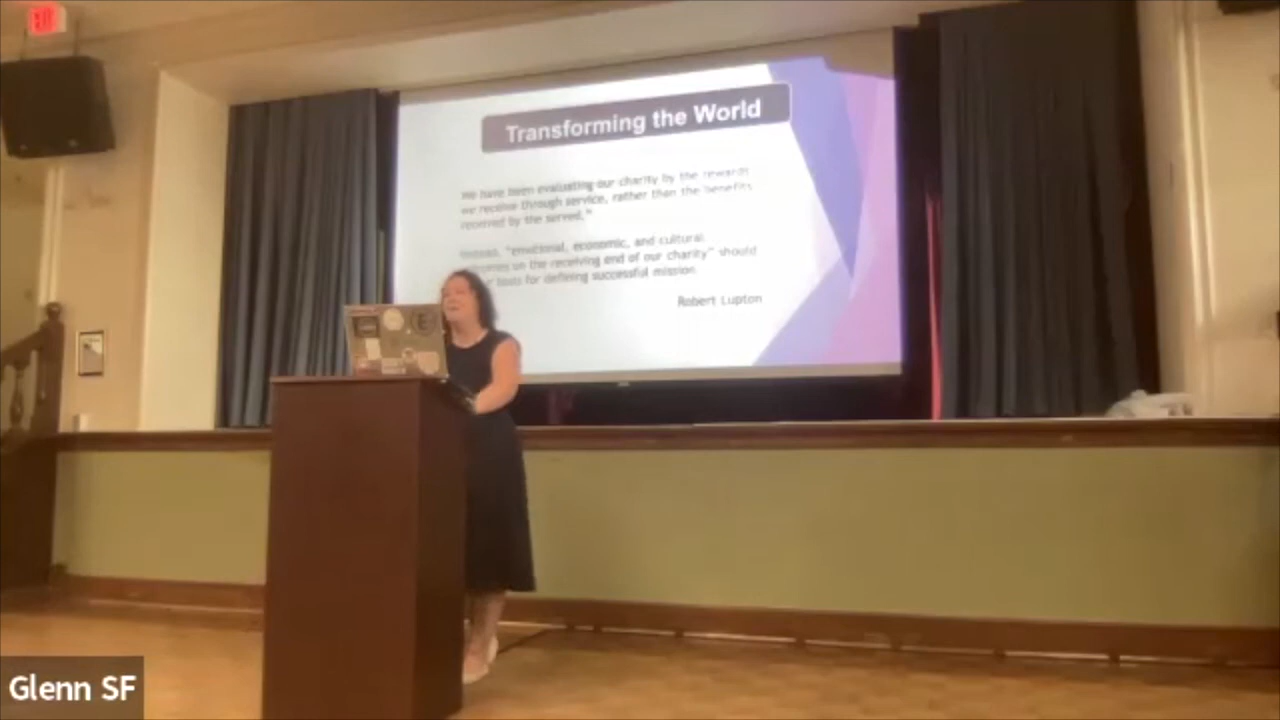 Transforming the World
We have been evaluating our charity by the rewards
we receive through service, rather than the benefits
received by the served."
Instead, "emotional, economic, and cultural
on the receiving end of our charity" should
for defining successful mission.
Robert Lupton
Glenn SF